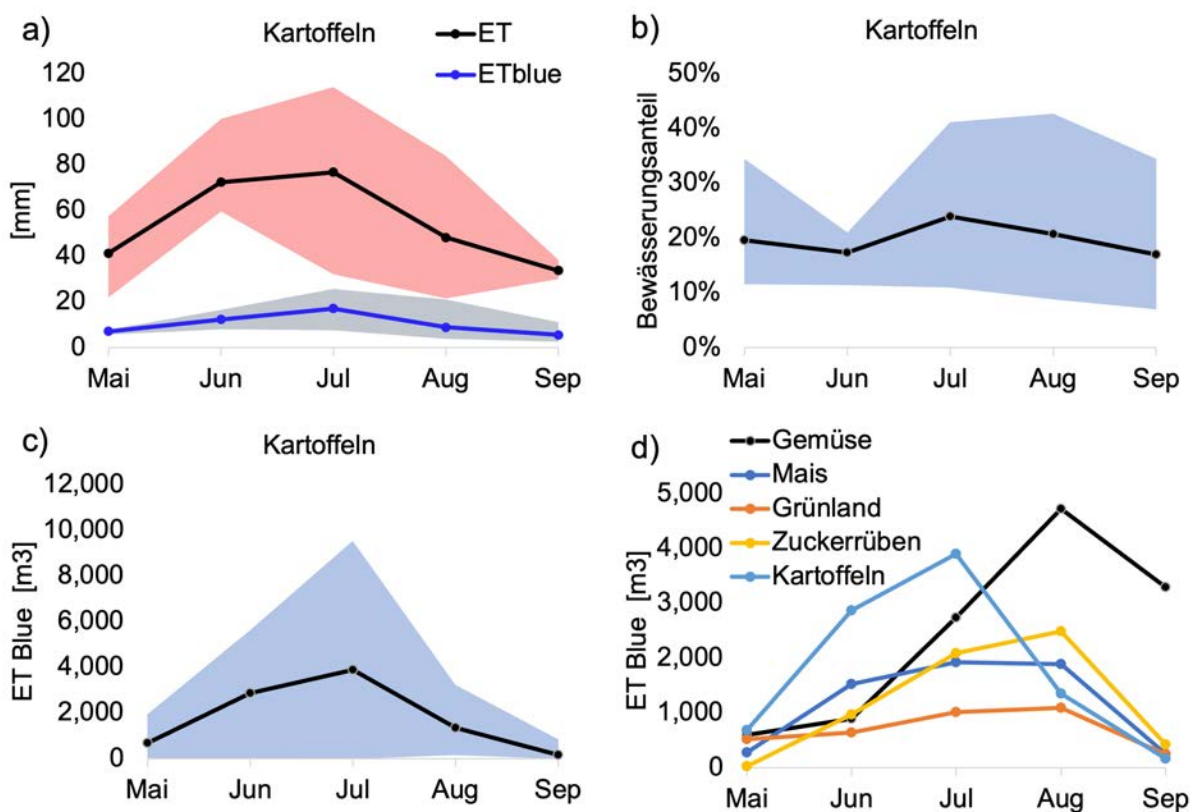 a)
Kartoffeln
ET
ETblue
120
100
80
60
40
20
0
[mm]
Mai Jun Jul Aug Sep
b)
Kartoffeln
50%
40%
30%
20%
10%
0%
Bewässerungsanteil
Mai Jun Jul Aug Sep
c)
Kartoffeln
12,000
10,000
8,000
6,000
4,000
2,000
0
ET Blue [m3]
Mai Jun Jul Aug Sep
d)
Gemüse
Mais
Grünland
Zuckerrüben
Kartoffeln
5,000
4,000
3,000
2,000
1,000
0
ET Blue [m3]
Mai Jun Jul Aug Sep